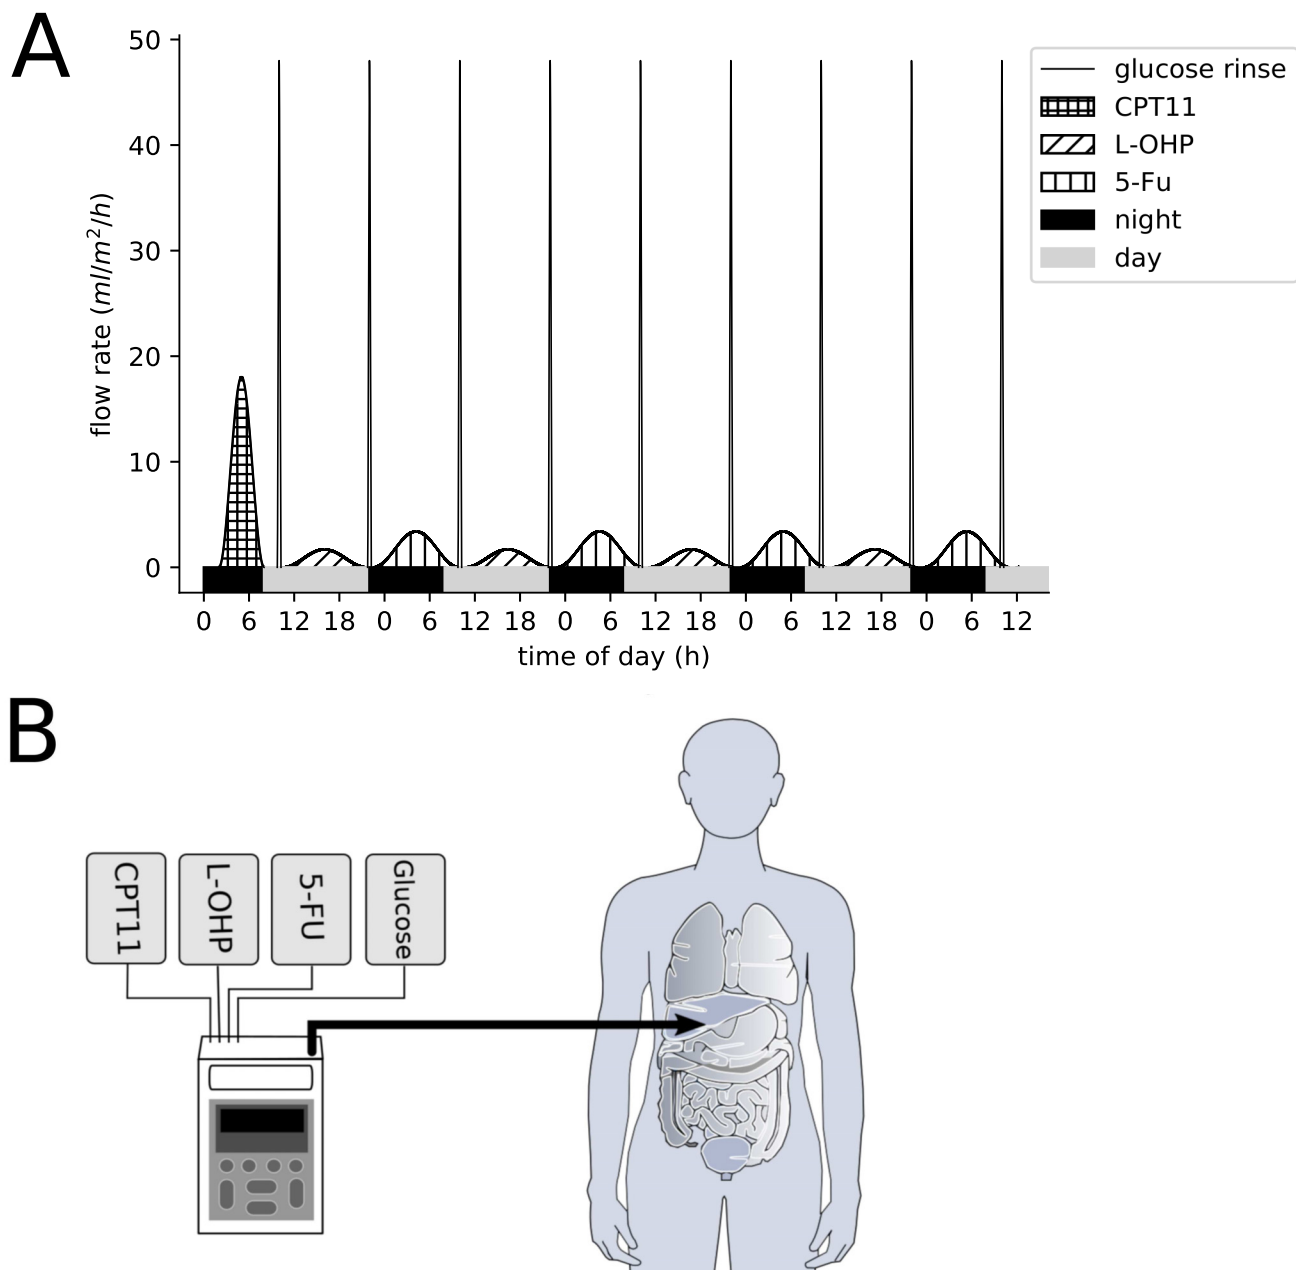 A
50
40
30
20
10
0
flow rate (ml/m²/h)
0 6 12 18 0 6 12 18 0 6 12 18 0 6 12 18 0 6 12
time of day (h)
glucose rinse
CPT11
L-OHP
5-Fu
night
day
B
CPT11
L-OHP
5-FU
Glucose